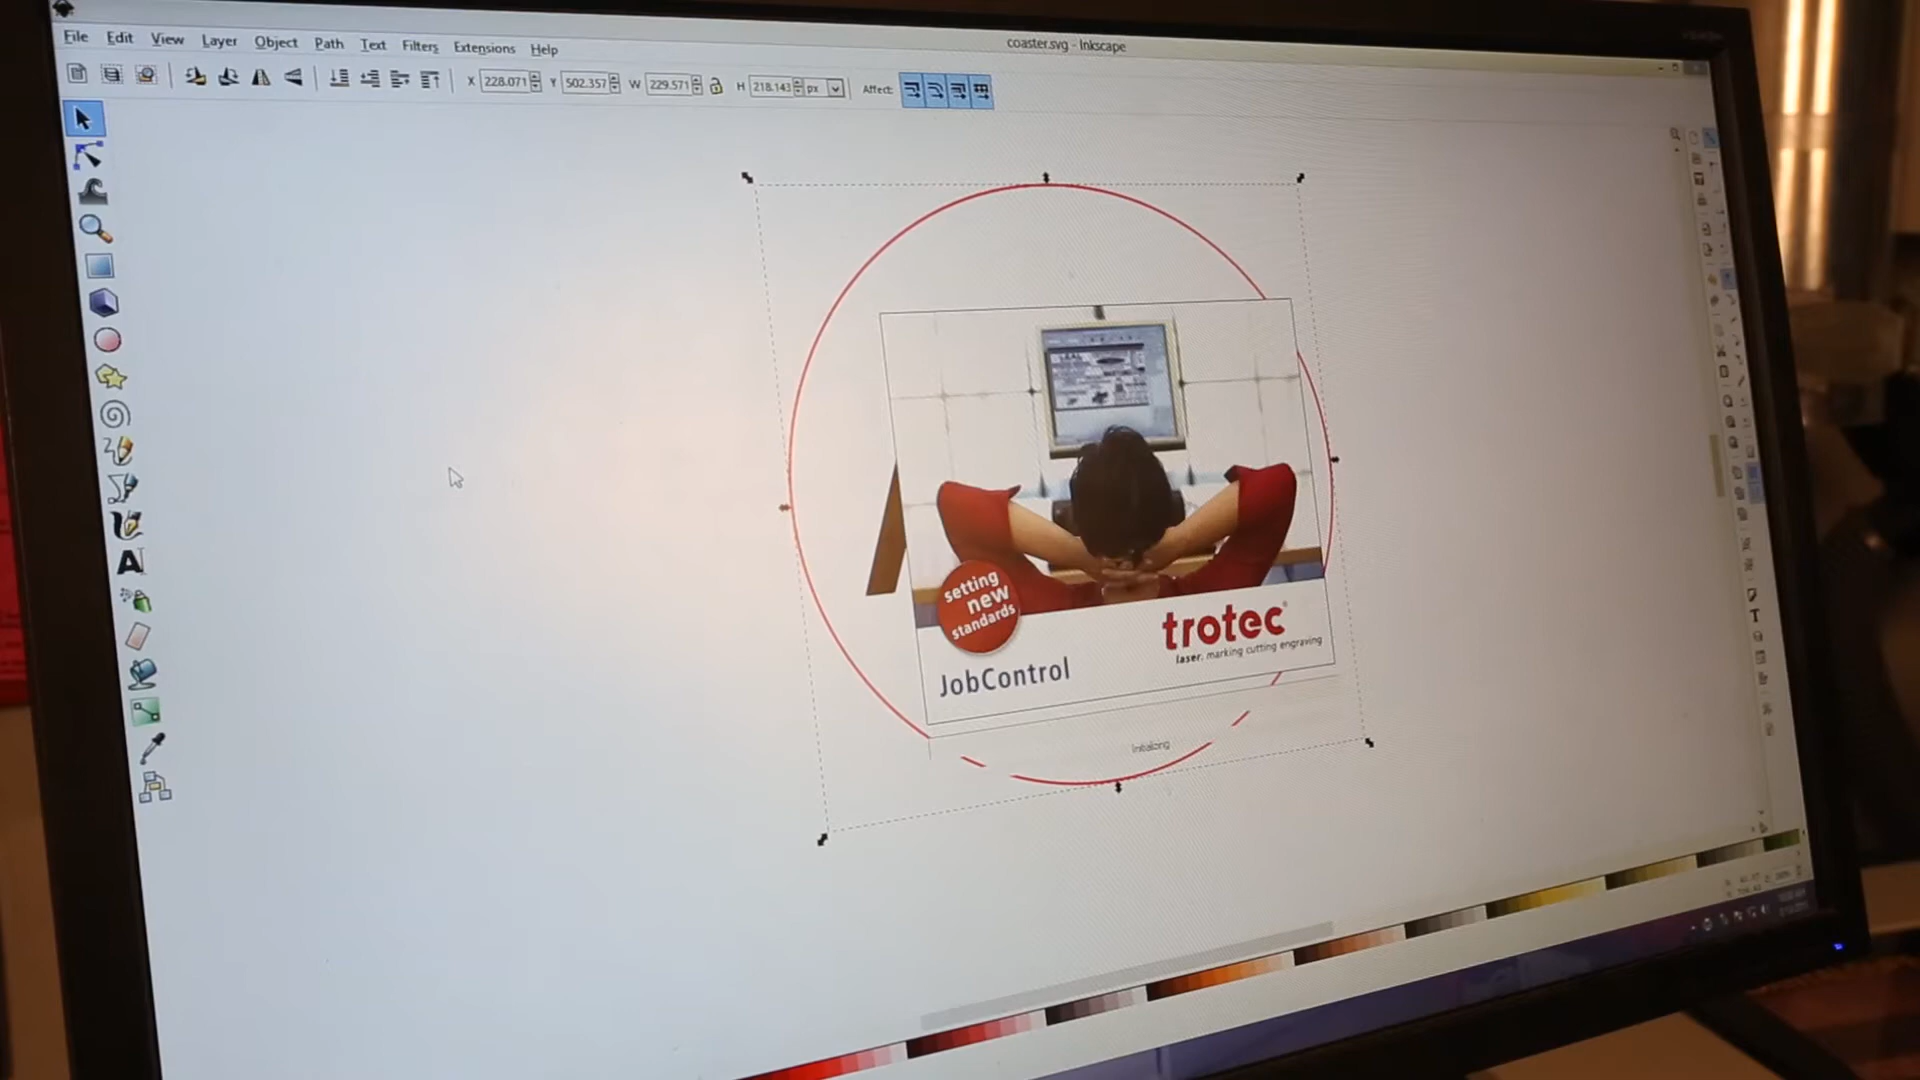 coaster.svg - Inkscape
File Edit View Layer Object Path Text Filters Extensions Help
X 228.071 Y 502.357 W 229.571 H 218.143 px Affect:
setting
new
standards
trotec
laser. marking cutting engraving
JobControl
Initializing